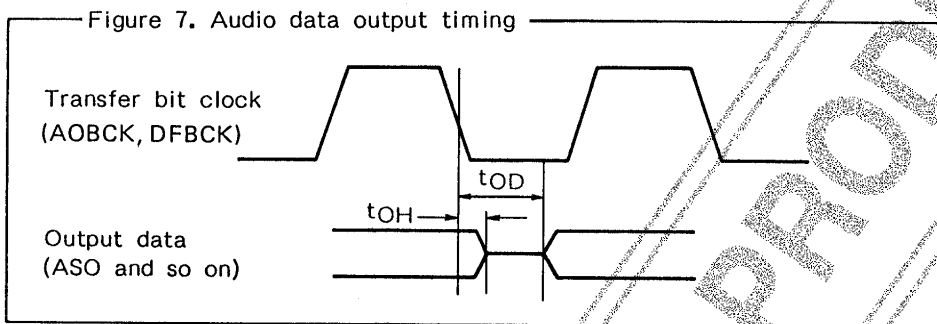 Figure 7. Audio data output timing
Transfer bit clock
(AOBCK, DFBCK)
tOD
tOH
Output data
(ASO and so on)
PROD